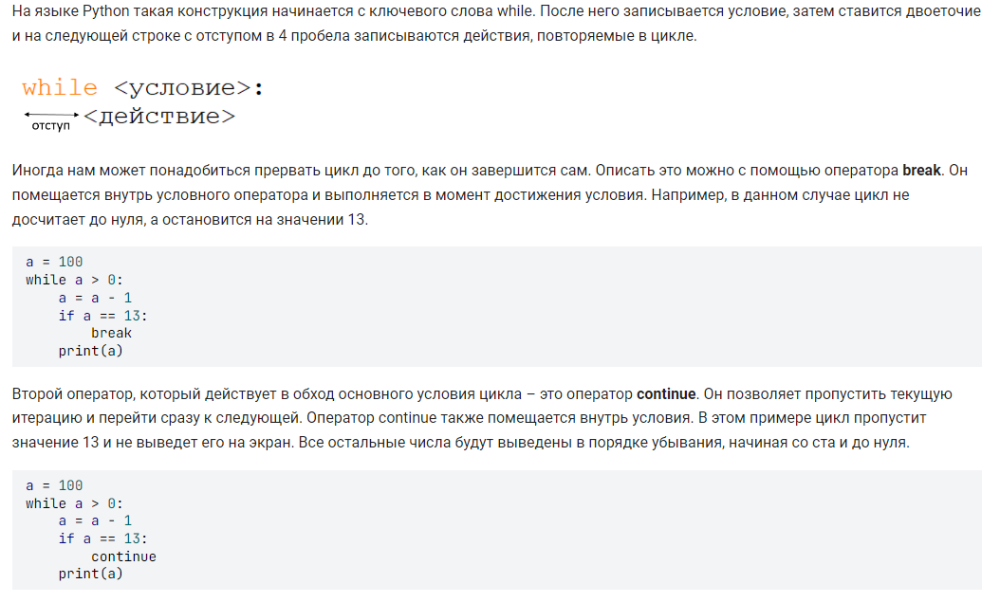 На языке Python такая конструкция начинается с ключевого слова while. После него записывается условие, затем ставится двоеточие
и на следующей строке с отступом в 4 пробела записываются действия, повторяемые в цикле.
while <условие>:
отступ <действие>
Иногда нам может понадобиться прервать цикл до того, как он завершится сам. Описать это можно с помощью оператора break. Он
помещается внутрь условного оператора и выполняется в момент достижения условия. Например, в данном случае цикл не
досчитает до нуля, а остановится на значении 13.
a = 100
while a > 0:
    a = a - 1
    if a == 13:
        break
    print(a)
Второй оператор, который действует в обход основного условия цикла – это оператор continue. Он позволяет пропустить текущую
итерацию и перейти сразу к следующей. Оператор continue также помещается внутрь условия. В этом примере цикл пропустит
значение 13 и не выведет его на экран. Все остальные числа будут выведены в порядке убывания, начиная со ста и до нуля.
a = 100
while a > 0:
    a = a - 1
    if a == 13:
        continue
    print(a)